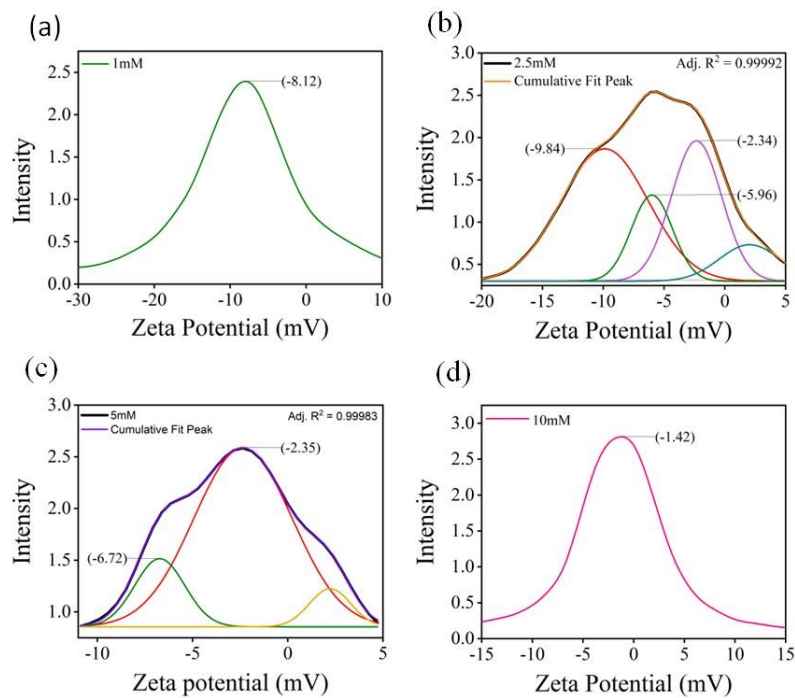 (a)
1mM
(-8.12)
2.5
2.0
1.5
1.0
0.5
0.0
Intensity
-30
-20
-10
0
10
Zeta Potential (mV)
(b)
2.5mM
Adj. R² = 0.99992
Cumulative Fit Peak
(-9.84)
(-2.34)
(-5.96)
3.0
2.5
2.0
1.5
1.0
0.5
Intensity
-20
-15
-10
-5
0
5
Zeta Potential (mV)
(c)
5mM
Adj. R² = 0.99983
Cumulative Fit Peak
(-2.35)
(-6.72)
3.0
2.5
2.0
1.5
1.0
Intensity
-10
-5
0
5
Zeta potential (mV)
(d)
10mM
(-1.42)
3.0
2.5
2.0
1.5
1.0
0.5
0.0
Intensity
-15
-10
-5
0
5
10
15
Zeta Potential (mV)